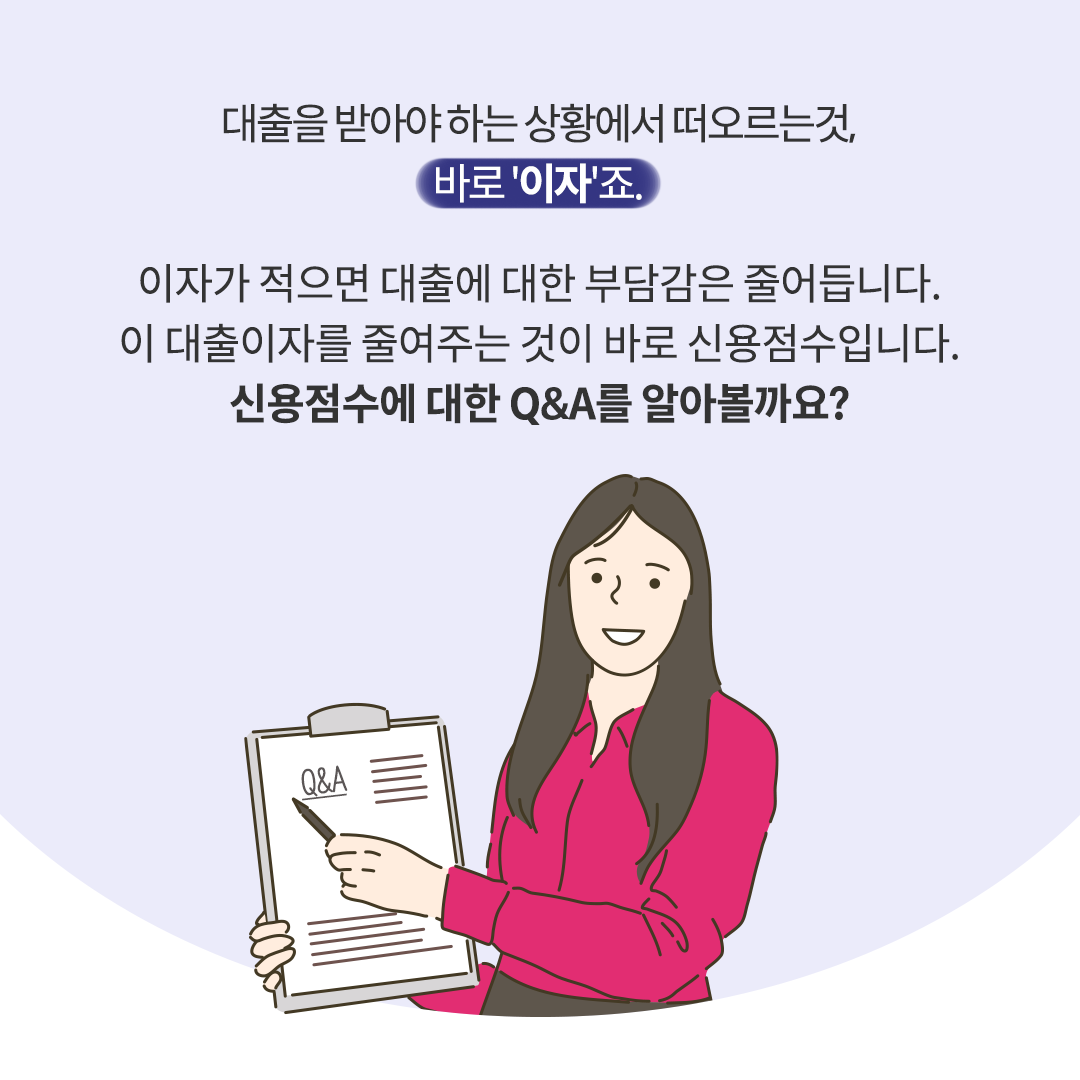 대출을 받아야 하는 상황에서 떠오르는것,
바로 '이자'죠.
이자가 적으면 대출에 대한 부담감은 줄어듭니다.
이 대출이자를 줄여주는 것이 바로 신용점수입니다.
신용점수에 대한 Q&A를 알아볼까요?
Q&A